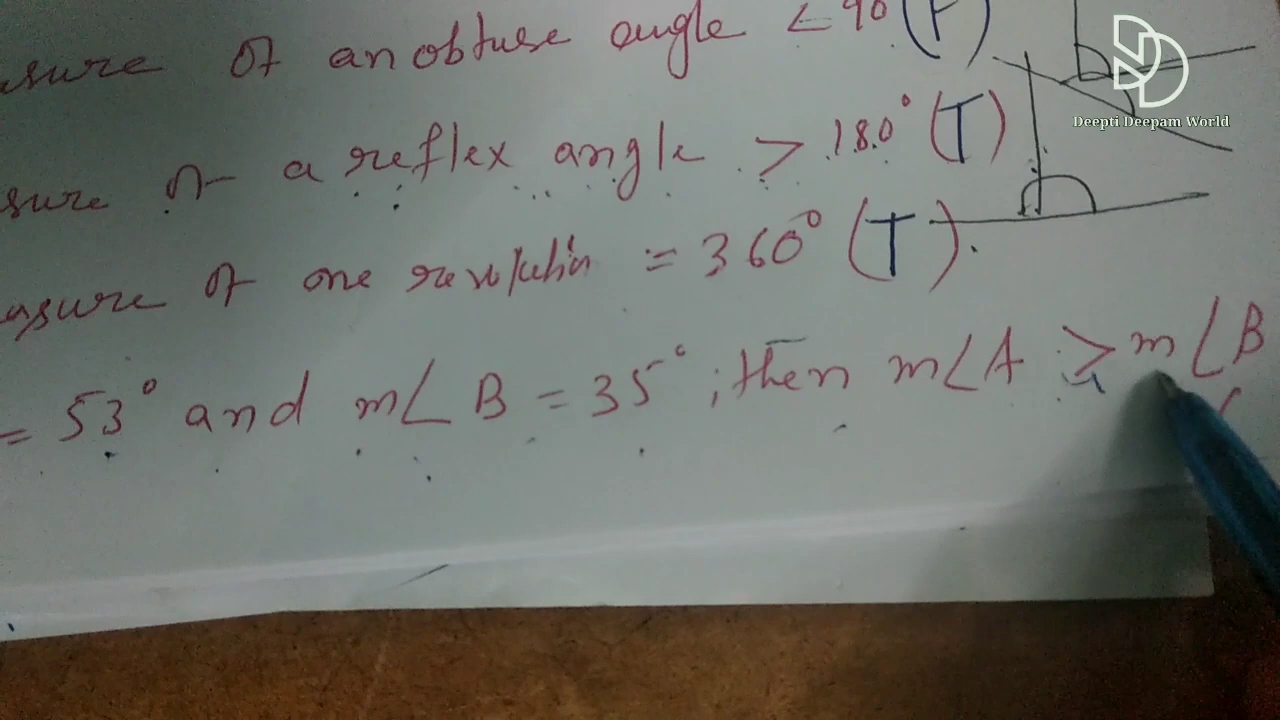 sure of an obtuse angle < 90° (F)
sure of a reflex angle > 180° (T)
asure of one revolution = 360° (T).
= 53° and m∠B = 35°, then m∠A > m∠B
Deepti Deepam World